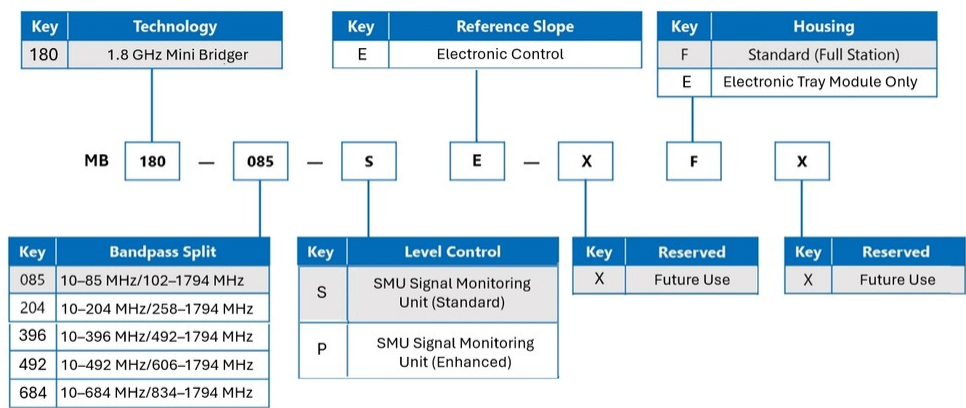 Key Technology
180 1.8 GHz Mini Bridger
Key Reference Slope
E Electronic Control
Key Housing
F Standard (Full Station)
E Electronic Tray Module Only
MB 180 — 085 — S E — X F X
Key Bandpass Split
085 10–85 MHz/102–1794 MHz
204 10–204 MHz/258–1794 MHz
396 10–396 MHz/492–1794 MHz
492 10–492 MHz/606–1794 MHz
684 10–684 MHz/834–1794 MHz
Key Level Control
S SMU Signal Monitoring
Unit (Standard)
P SMU Signal Monitoring
Unit (Enhanced)
Key Reserved
X Future Use
Key Reserved
X Future Use